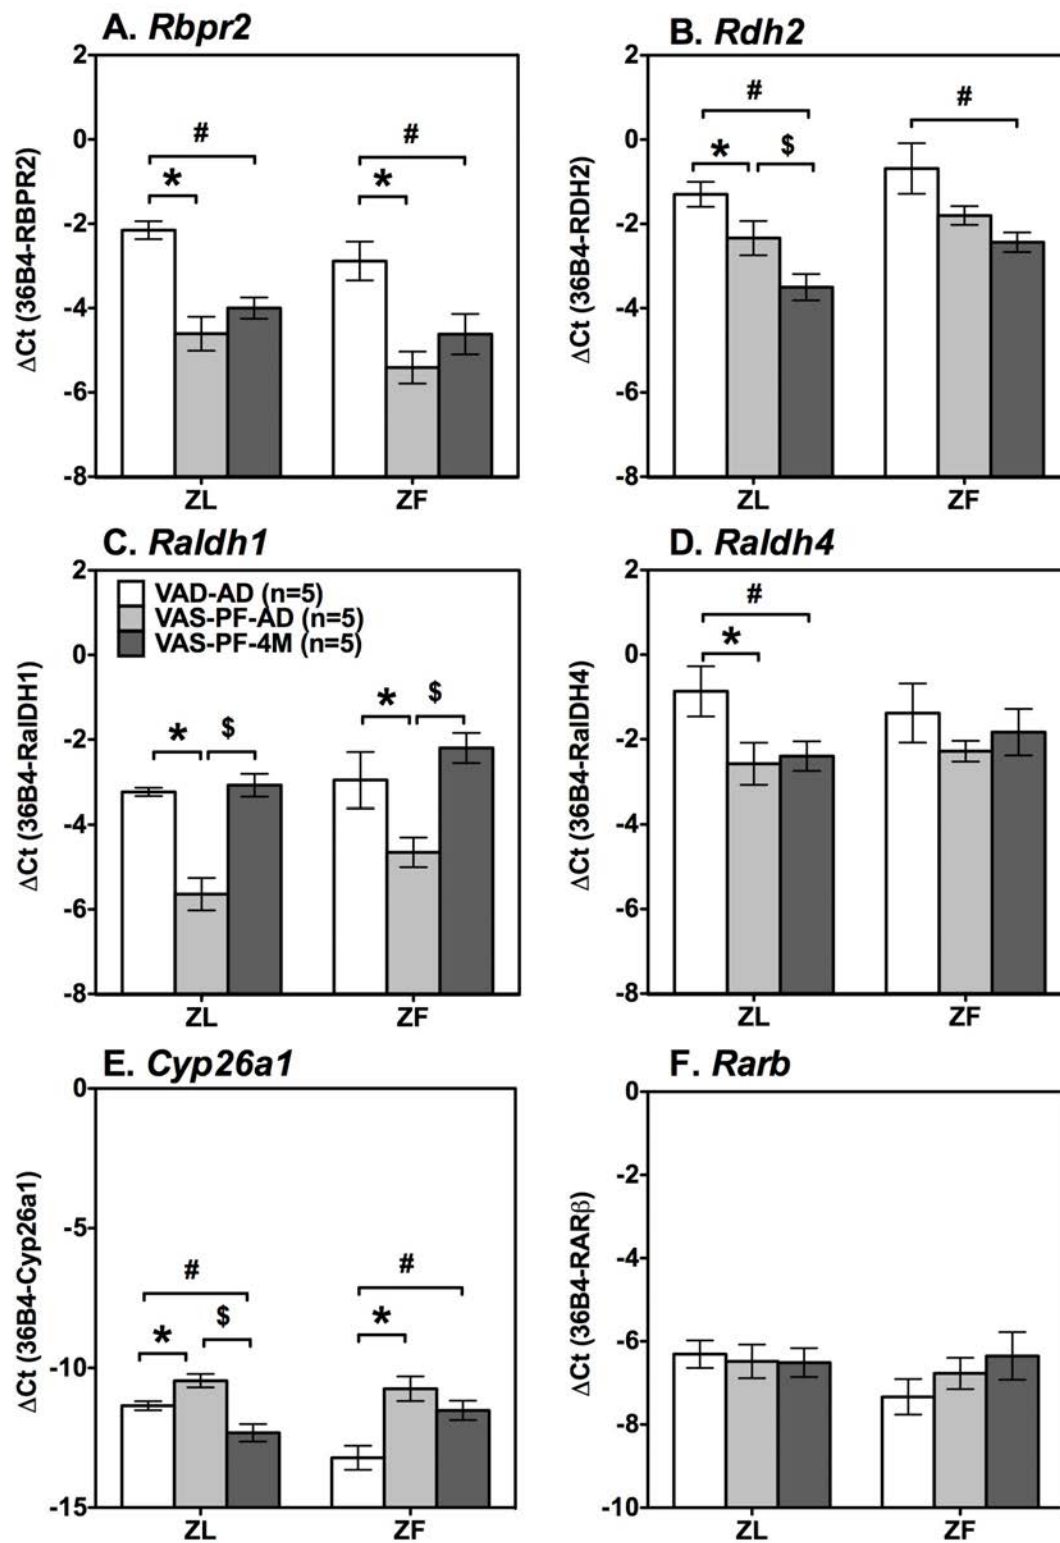 A. Rbpr2
ΔCt (36B4-RBPR2)
2
0
-2
-4
-6
-8
#
*
#
*
ZL
ZF
B. Rdh2
ΔCt (36B4-RDH2)
2
0
-2
-4
-6
-8
#
*
$
#
ZL
ZF
C. Raldh1
ΔCt (36B4-RalDH1)
2
0
-2
-4
-6
-8
VAD-AD (n=5)
VAS-PF-AD (n=5)
VAS-PF-4M (n=5)
*
$
*
$
ZL
ZF
D. Raldh4
ΔCt (36B4-RalDH4)
2
0
-2
-4
-6
-8
#
*
ZL
ZF
E. Cyp26a1
ΔCt (36B4-Cyp26a1)
0
-5
-10
-15
#
*
$
#
*
ZL
ZF
F. Rarb
ΔCt (36B4-RARβ)
0
-2
-4
-6
-8
-10
ZL
ZF